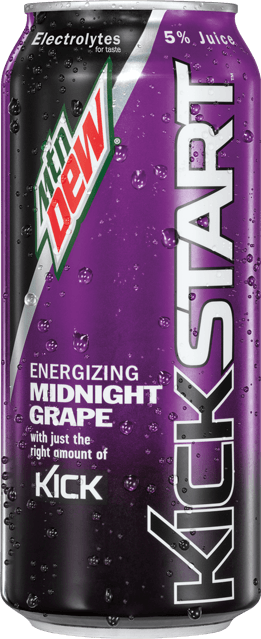 Electrolytes
for taste
5% Juice
Mtn
DEW
KICKSTART
ENERGIZING
MIDNIGHT
GRAPE
with just the
right amount of
KICK